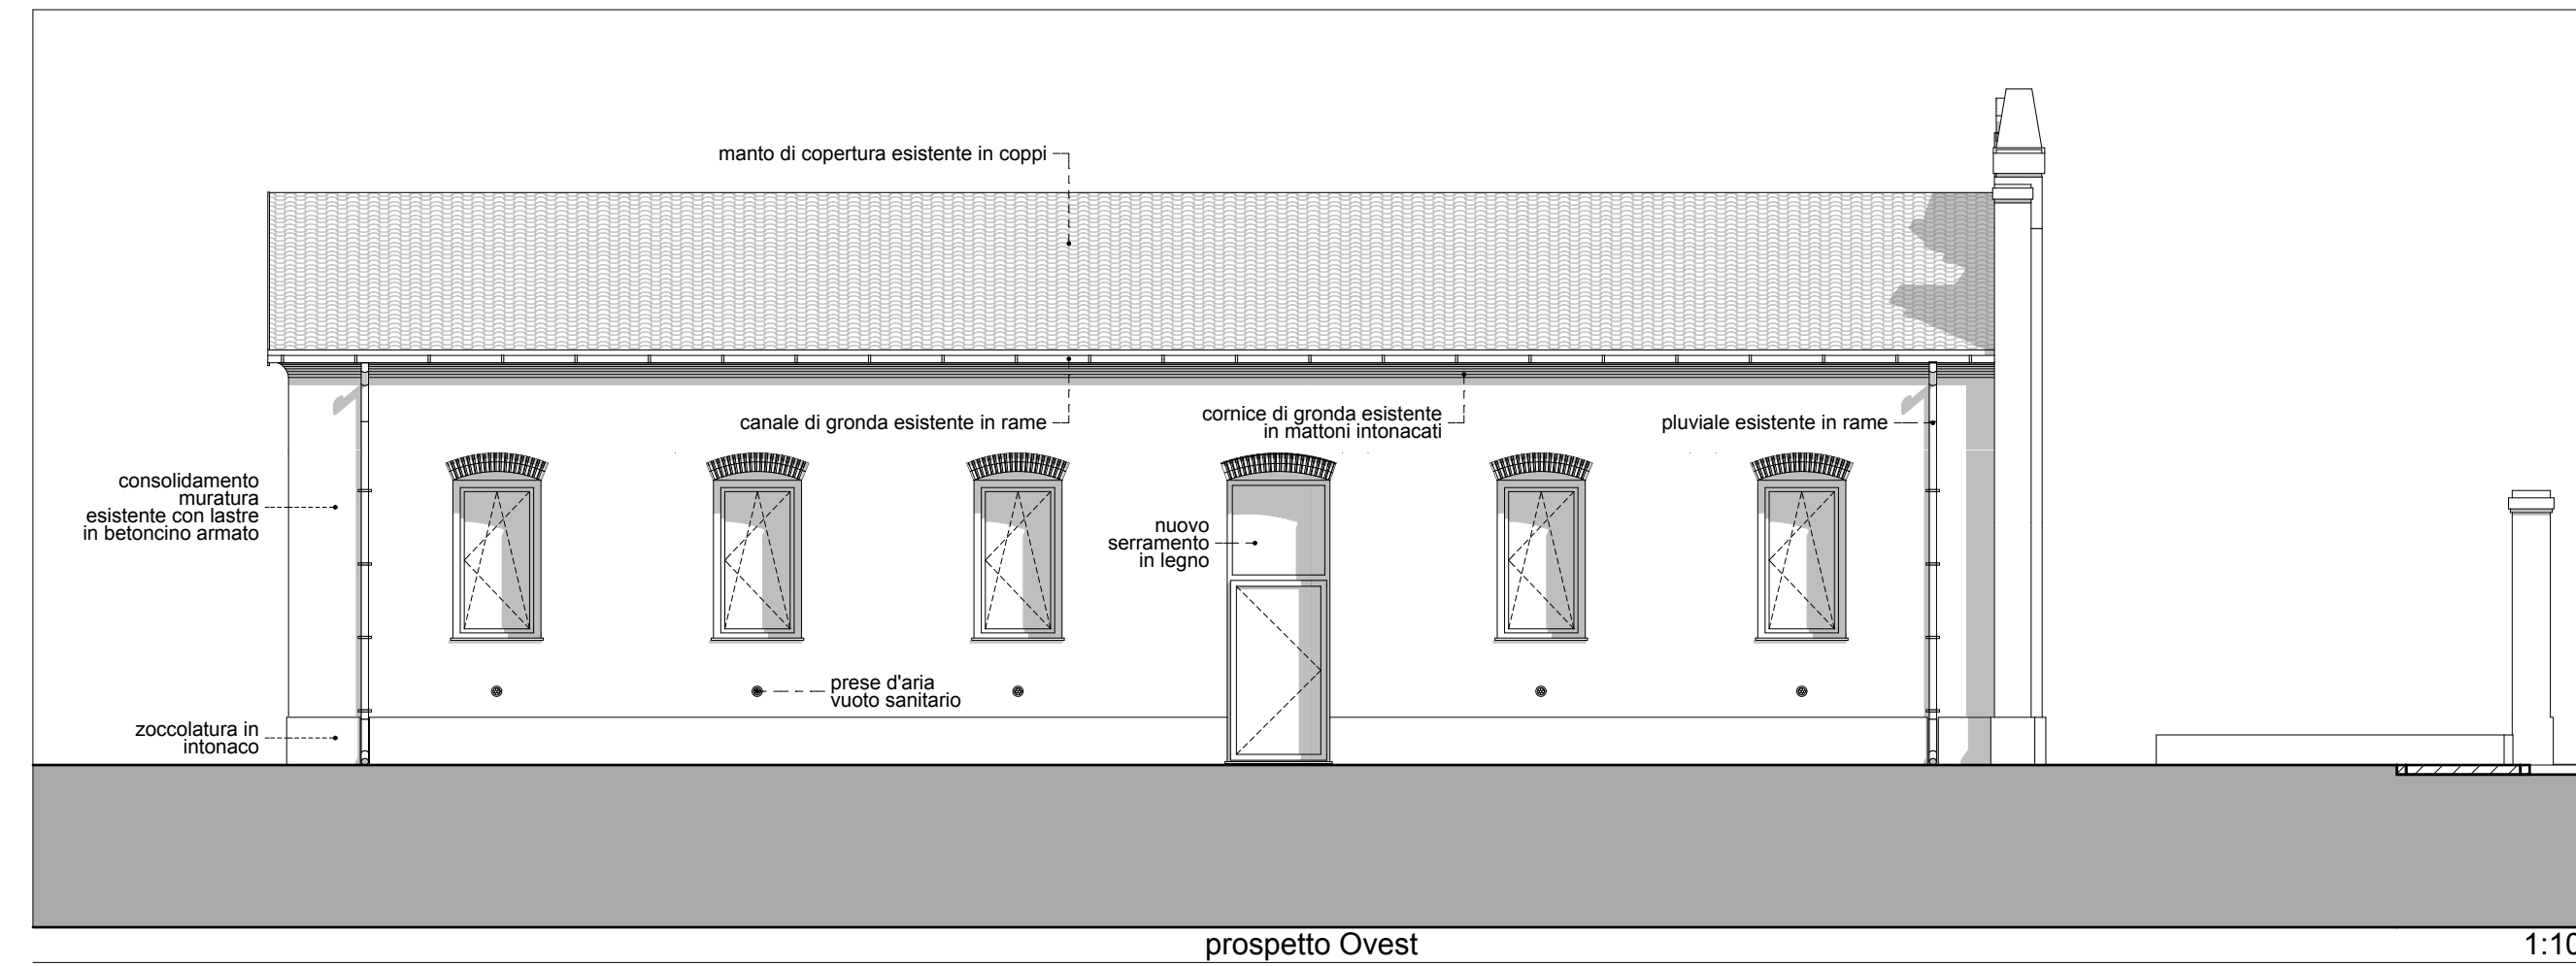 manto di copertura esistente in coppi
canale di gronda esistente in rame
cornice di gronda esistente
in mattoni intonacati
pluviale esistente in rame
consolidamento
muratura
esistente con lastre
in betoncino armato
nuovo
serramento
in legno
prese d'aria
vuoto sanitario
zoccolatura in
intonaco
prospetto Ovest
1:10